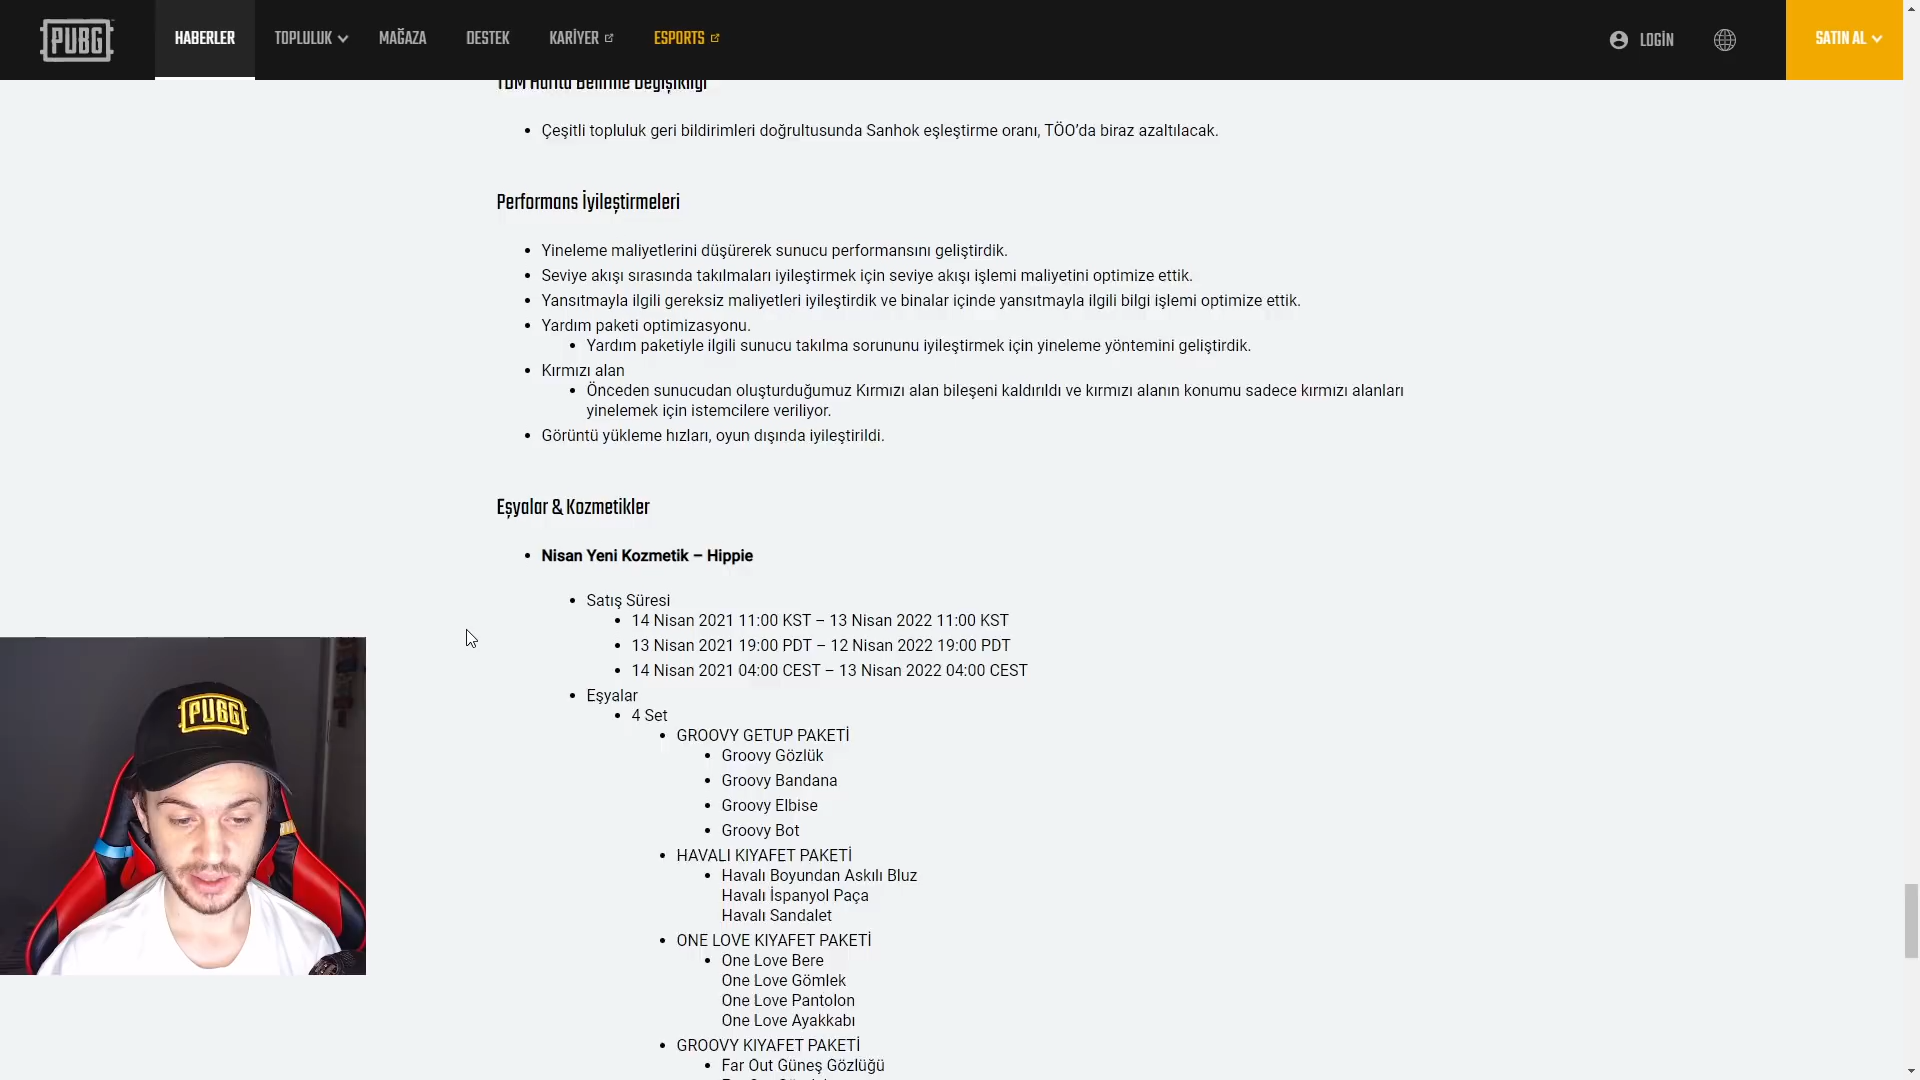 PUBG
HABERLER
TOPLULUK
MAĞAZA
DESTEK
KARİYER
ESPORTS
LOGİN
SATIN AL
TDM Harita Belirme Değişikliği
Çeşitli topluluk geri bildirimleri doğrultusunda Sanhok eşleştirme oranı, TÖO’da biraz azaltılacak.
Performans İyileştirmeleri
Yineleme maliyetlerini düşürerek sunucu performansını geliştirdik.
Seviye akışı sırasında takılmaları iyileştirmek için seviye akışı işlemi maliyetini optimize ettik.
Yansıtmayla ilgili gereksiz maliyetleri iyileştirdik ve binalar içinde yansıtmayla ilgili bilgi işlemi optimize ettik.
Yardım paketi optimizasyonu.
Yardım paketiyle ilgili sunucu takılma sorununu iyileştirmek için yineleme yöntemini geliştirdik.
Kırmızı alan
Önceden sunucudan oluşturduğumuz Kırmızı alan bileşeni kaldırıldı ve kırmızı alanın konumu sadece kırmızı alanları
yinelemek için istemcilere veriliyor.
Görüntü yükleme hızları, oyun dışında iyileştirildi.
Eşyalar & Kozmetikler
Nisan Yeni Kozmetik – Hippie
Satış Süresi
14 Nisan 2021 11:00 KST – 13 Nisan 2022 11:00 KST
13 Nisan 2021 19:00 PDT – 12 Nisan 2022 19:00 PDT
14 Nisan 2021 04:00 CEST – 13 Nisan 2022 04:00 CEST
Eşyalar
4 Set
GROOVY GETUP PAKETİ
Groovy Gözlük
Groovy Bandana
Groovy Elbise
Groovy Bot
HAVALI KIYAFET PAKETİ
Havalı Boyundan Askılı Bluz
Havalı İspanyol Paça
Havalı Sandalet
ONE LOVE KIYAFET PAKETİ
One Love Bere
One Love Gömlek
One Love Pantolon
One Love Ayakkabı
GROOVY KIYAFET PAKETİ
Far Out Güneş Gözlüğü
PUBG